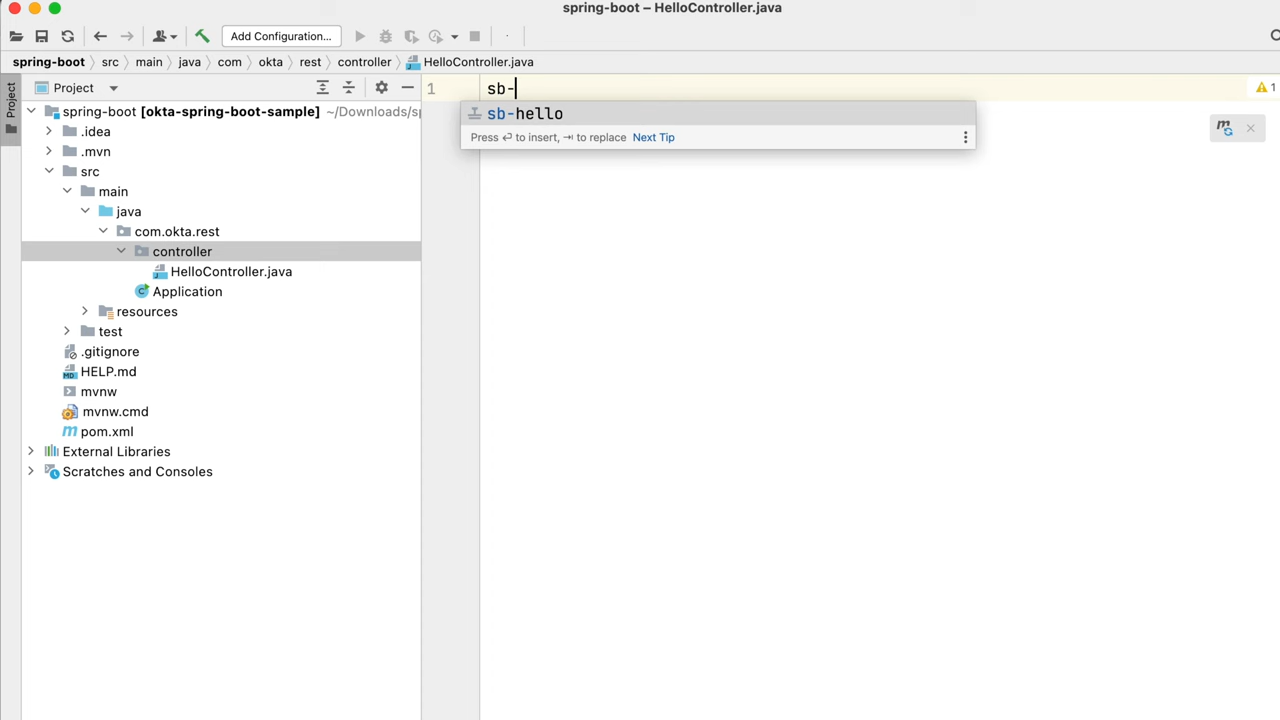 spring-boot – HelloController.java
Add Configuration...
spring-boot src main java com okta rest controller HelloController.java
Project
Project
1 sb-
1
sb-hello
Press ↵ to insert, ⇥ to replace Next Tip
spring-boot [okta-spring-boot-sample] ~/Downloads/s
.idea
.mvn
src
main
java
com.okta.rest
controller
HelloController.java
Application
resources
test
.gitignore
HELP.md
mvnw
mvnw.cmd
pom.xml
External Libraries
Scratches and Consoles